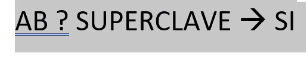 AB ? SUPERCLAVE → SI